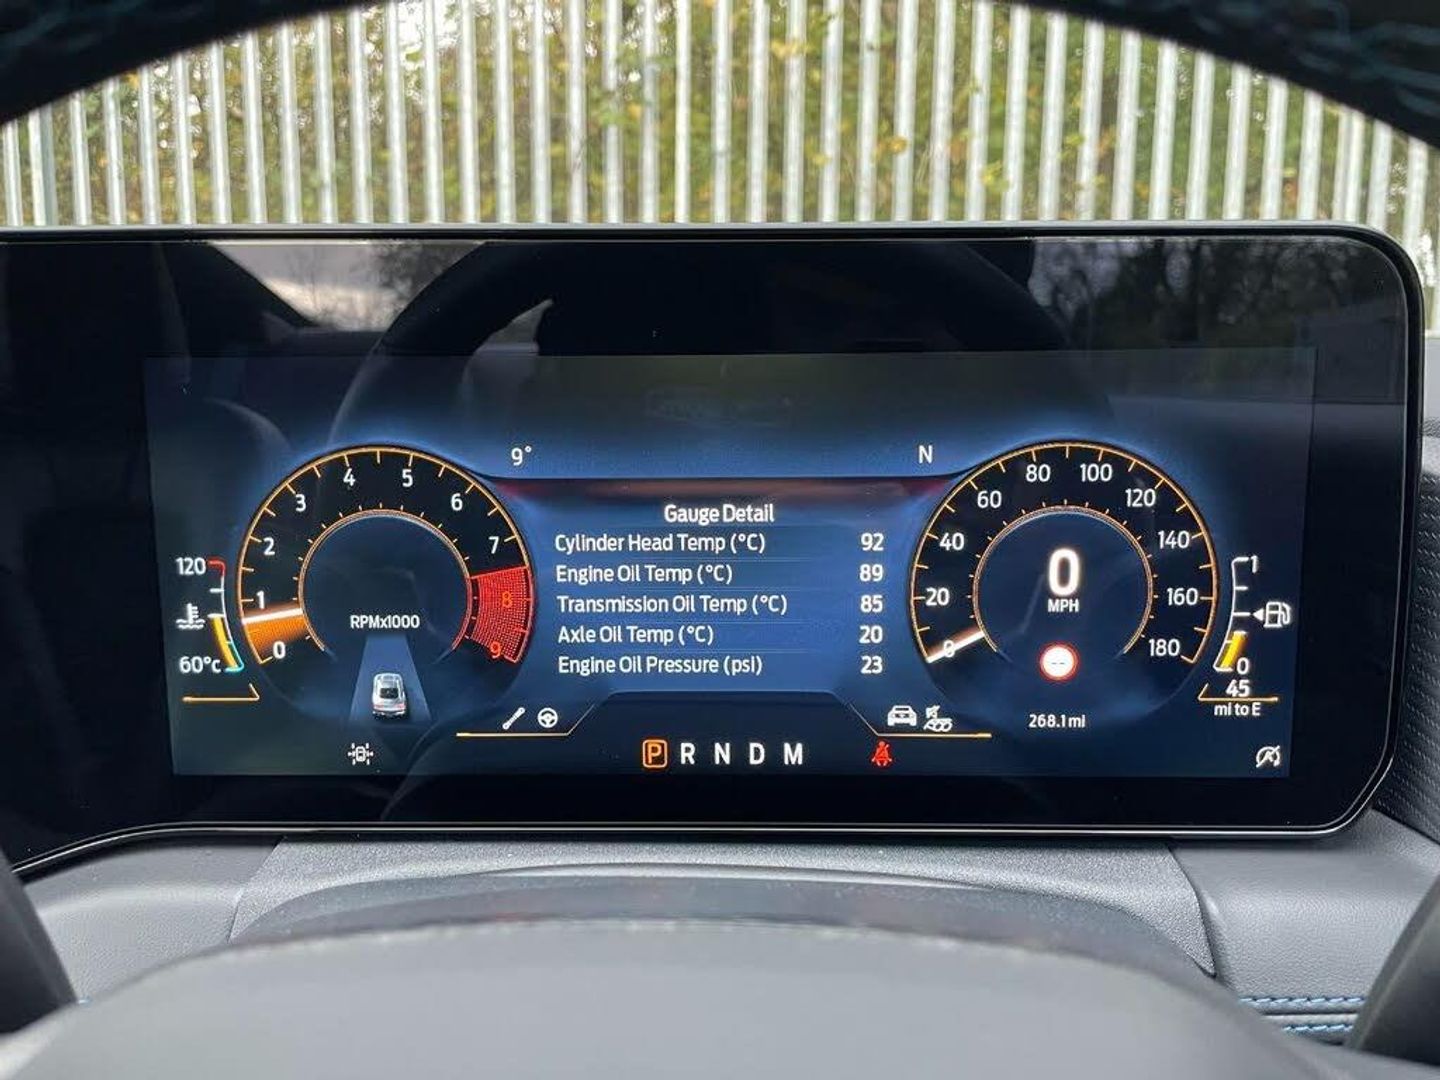 9° N
Gauge Detail
Cylinder Head Temp (°C) 92
Engine Oil Temp (°C) 89
Transmission Oil Temp (°C) 85
Axle Oil Temp (°C) 20
Engine Oil Pressure (psi) 23
120
60°C
0
1
2
3
4
5
6
7
8
9
RPMx1000
0
20
40
60
80
100
120
140
160
180
0
MPH
--
268.1 mi
1
0
45
mi to E
P R N D M